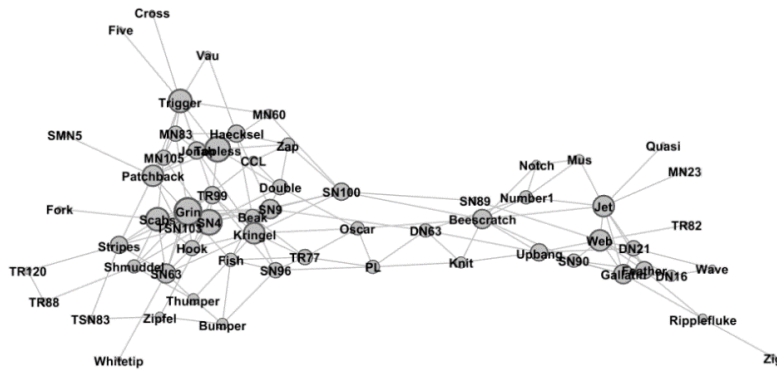 Cross
Five
Vau
Trigger
MN60
SMN5
MN83
Haecksel
Jonah
Topless
Zap
Quasi
MN105
CCL
Notch
Mus
Patchback
MN23
TR99
Double
SN100
SN89
Number1
Jet
Fork
Grin
SN9
Scabs
SN4
Beak
Beescratch
TSN103
Kringel
Oscar
DN63
TR82
Stripes
Hook
Web
DN21
Upbang
TR120
Shmuddel
SN63
Fish
SN96
TR77
PL
Knit
SN90
Feather
Wave
Gallatin
DN16
TR88
Thumper
TSN83
Zipfel
Bumper
Ripplefluke
Whitetip